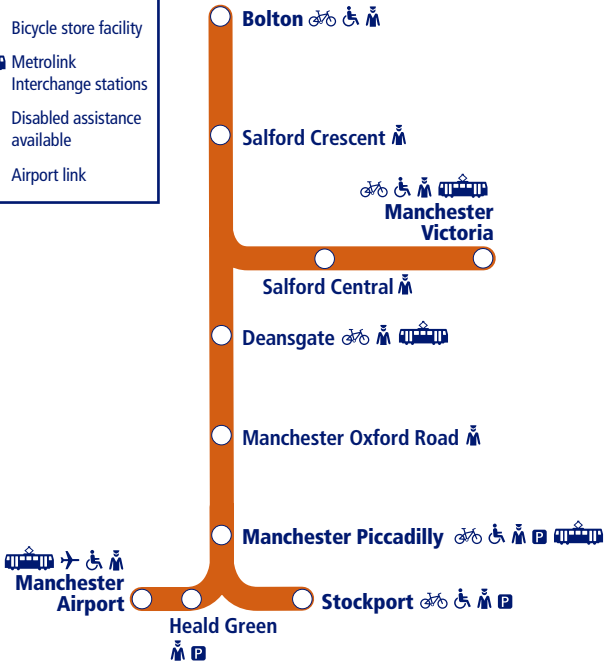 Bolton
Bicycle store facility
Metrolink
Interchange stations
Disabled assistance
available
Airport link
Salford Crescent
Manchester
Victoria
Salford Central
Deansgate
Manchester Oxford Road
Manchester Piccadilly P
Manchester
Airport
Stockport P
Heald Green
P